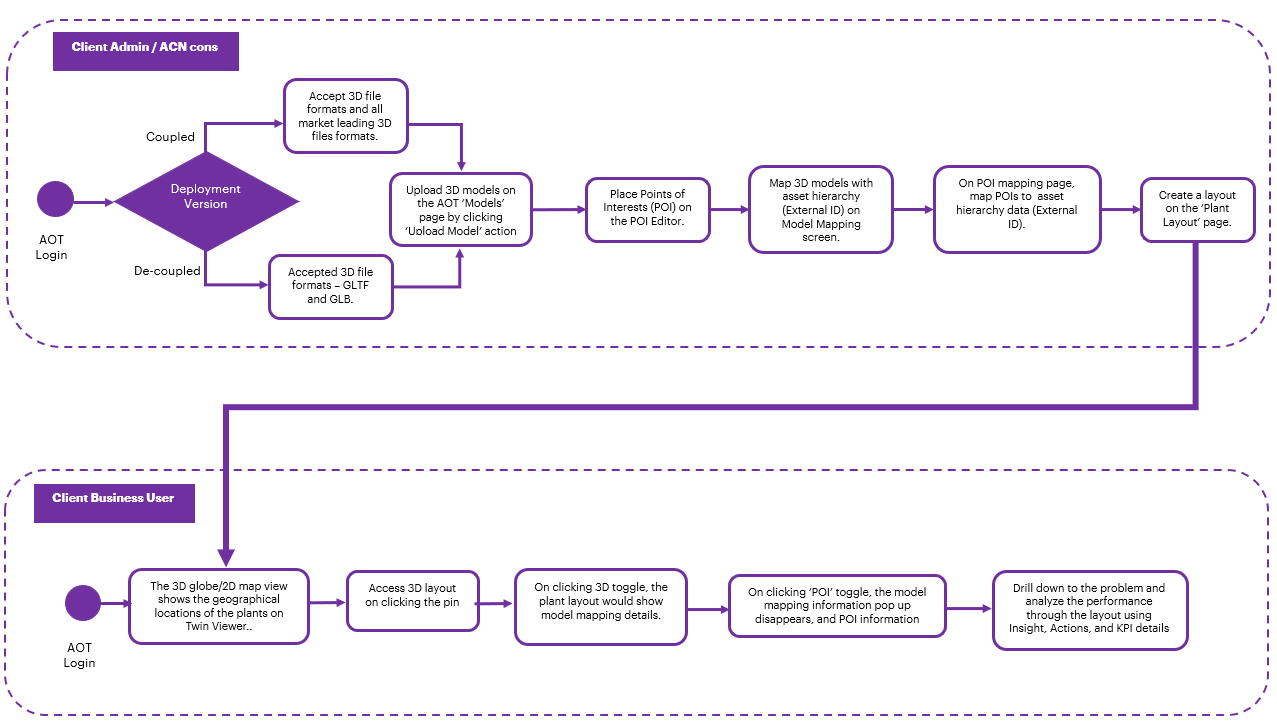 Client Admin / ACN cons
Accept 3D file
formats and all
market leading 3D
files formats.
Coupled
Deployment
Version
AOT
Login
De-coupled
Accepted 3D file
formats – GLTF
and GLB.
Upload 3D models on
the AOT ‘Models’
page by clicking
‘Upload Model’ action
Place Points of
Interests (POI) on
the POI Editor.
Map 3D models with
asset hierarchy
(External ID) on
Model Mapping
screen.
On POI mapping page,
map POIs to  asset
hierarchy data (External
ID).
Create a layout
on the ‘Plant
Layout’ page.
Client Business User
AOT
Login
The 3D globe/2D map view
shows the geographical
locations of the plants on
Twin Viewer..
Access 3D layout
on clicking the pin
On clicking 3D toggle, the
plant layout would show
model mapping details.
On clicking ‘POI’ toggle, the model
mapping information pop up
disappears, and POI information
Drill down to the problem and
analyze the performance
through the layout using
Insight, Actions, and KPI details